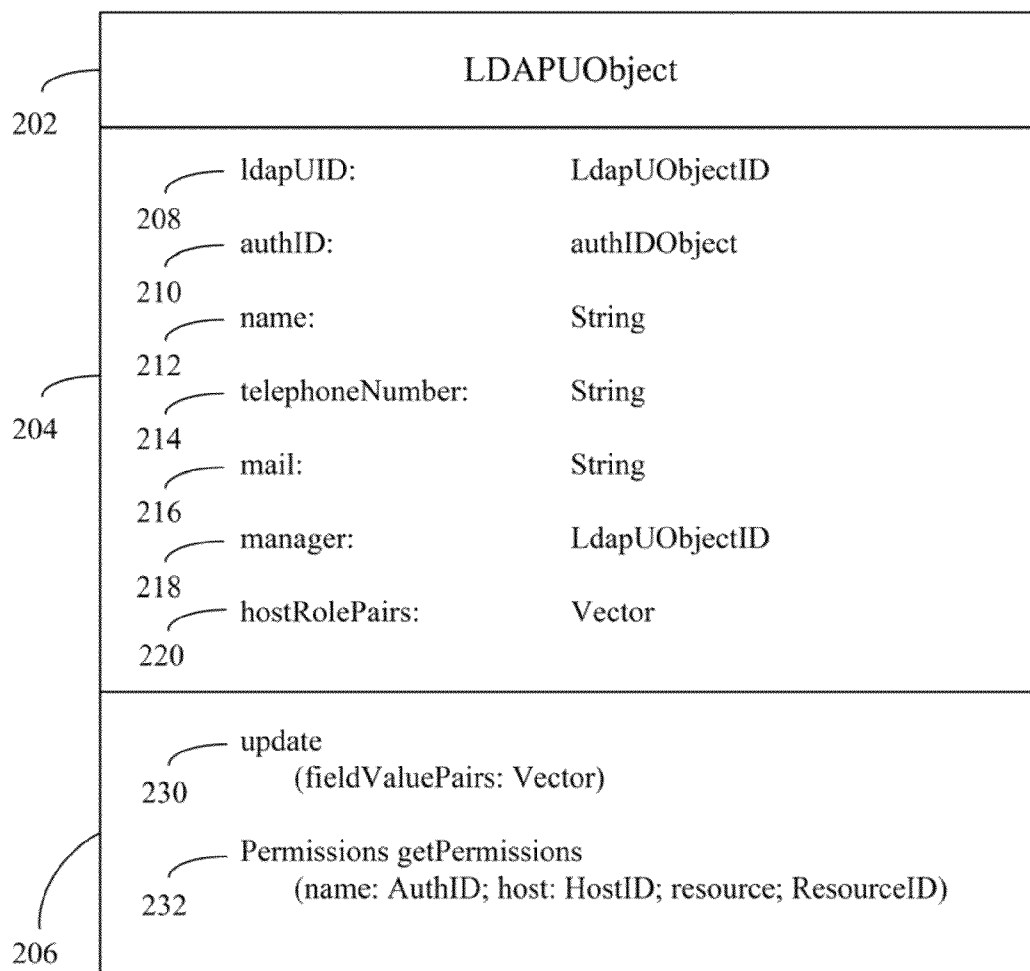 LDAPUObject
202
ldapUID: LdapUObjectID
208
authID: authIDObject
210
name: String
212
telephoneNumber: String
204
214
mail: String
216
manager: LdapUObjectID
218
hostRolePairs: Vector
220
update
230 (fieldValuePairs: Vector)
Permissions getPermissions
232 (name: AuthID; host: HostID; resource; ResourceID)
206